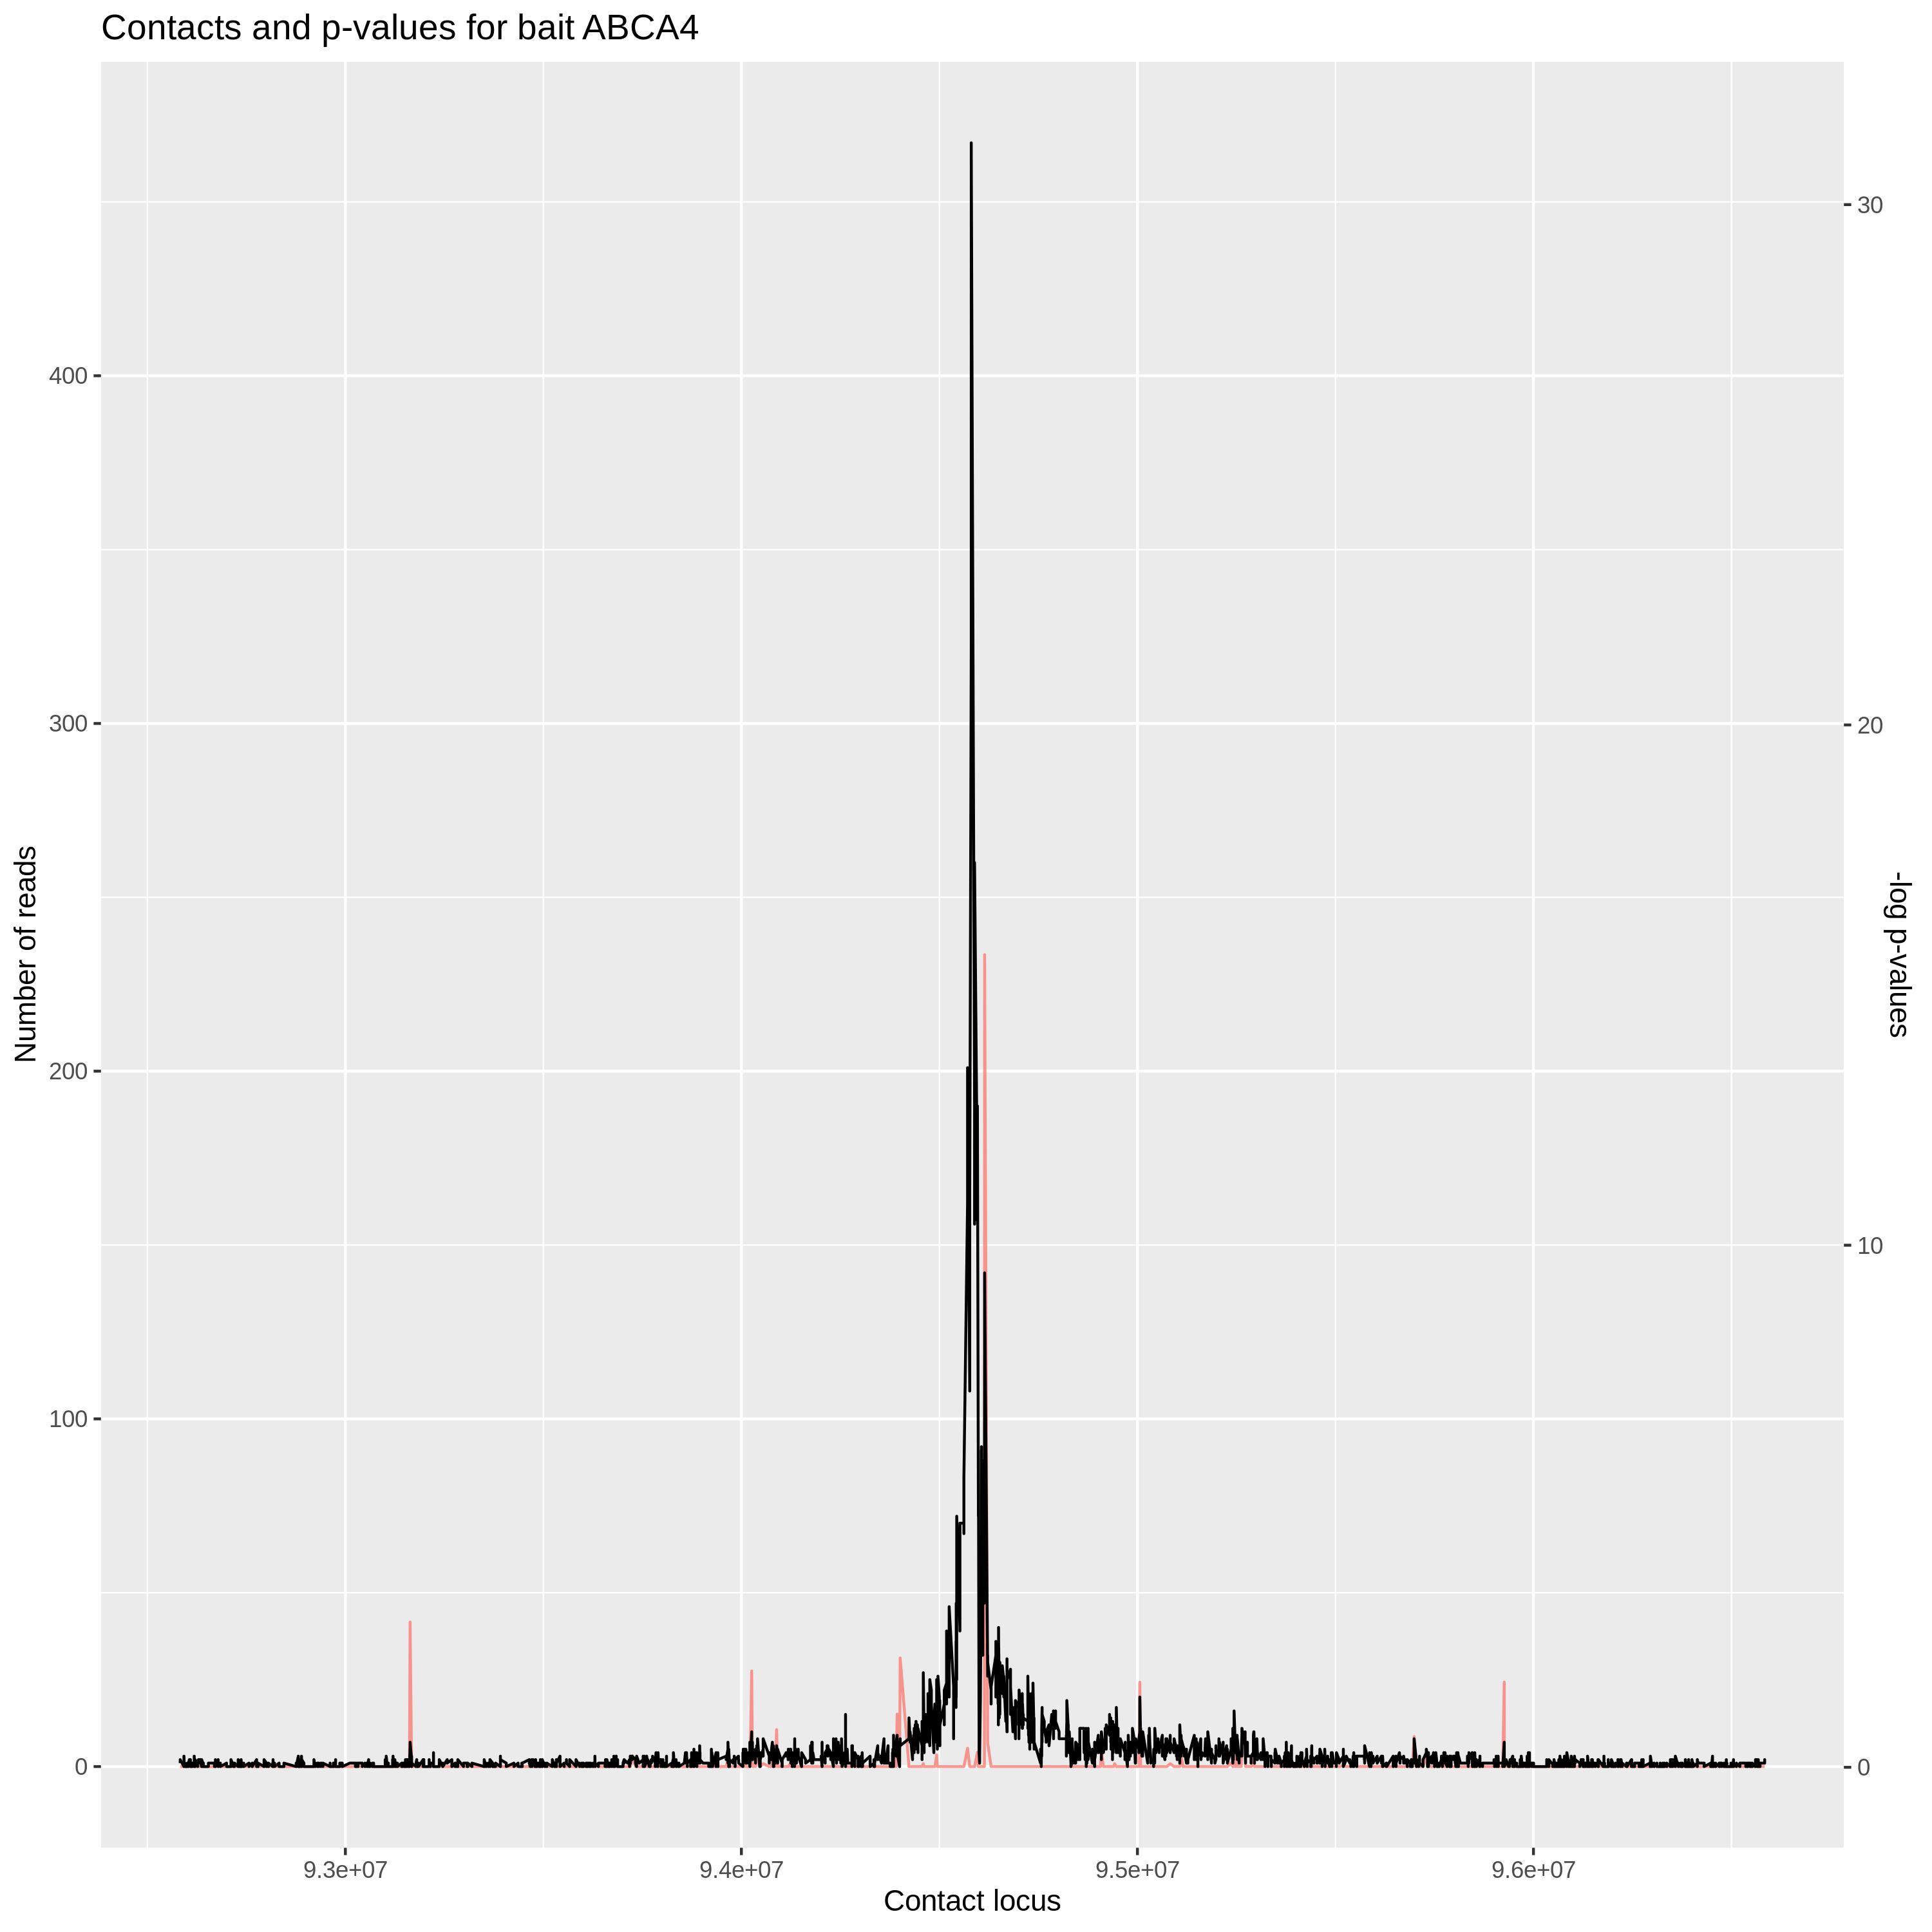 Contacts and p-values for bait ABCA4
Number of reads
400
300
200
100
0
30
20
10
0
-log p-values
9.3e+07
9.4e+07
9.5e+07
9.6e+07
Contact locus